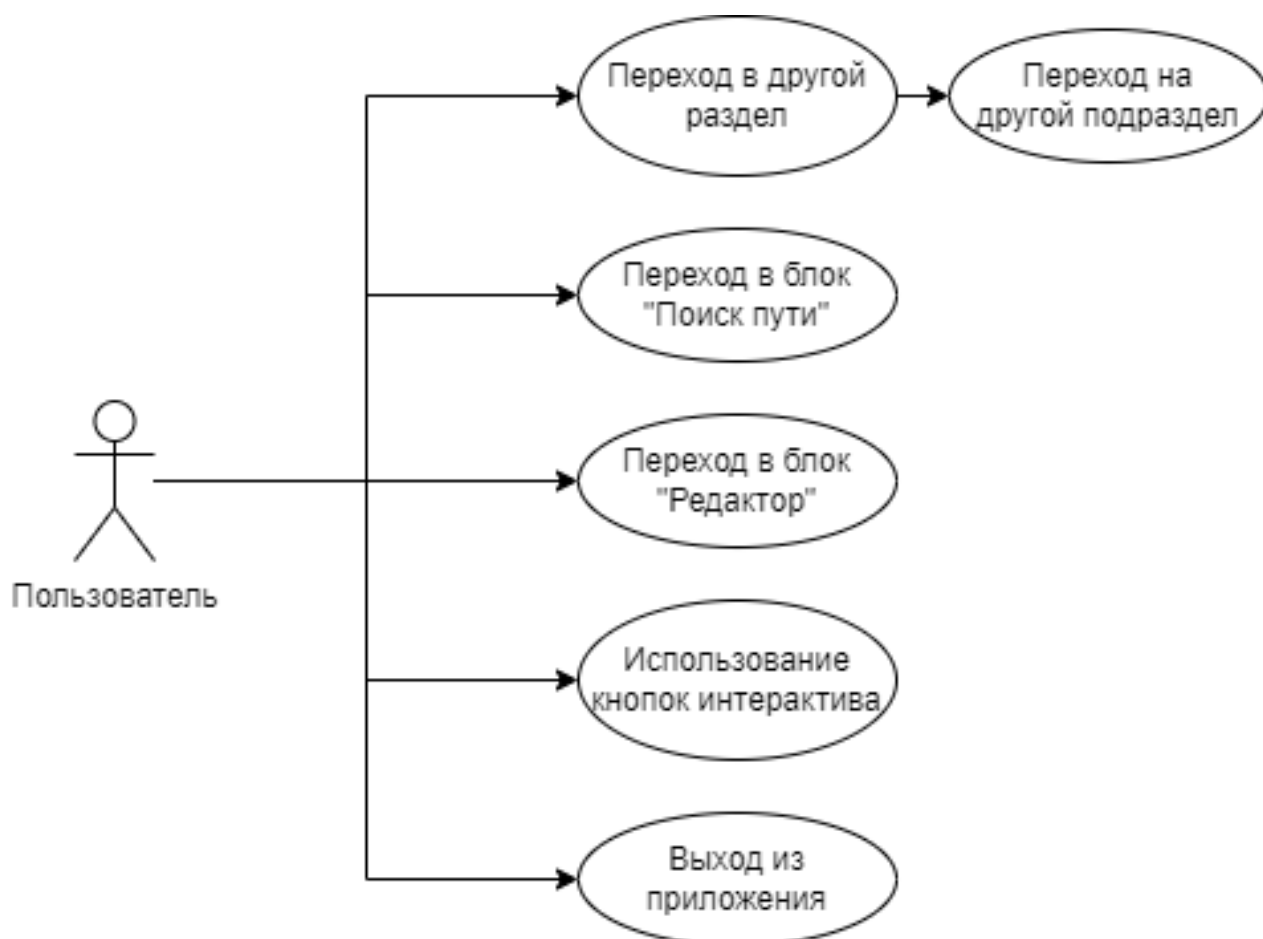 Переход в другой
раздел
Переход на
другой подраздел
Переход в блок
"Поиск пути"
Переход в блок
"Редактор"
Пользователь
Использование
кнопок интерактива
Выход из
приложения